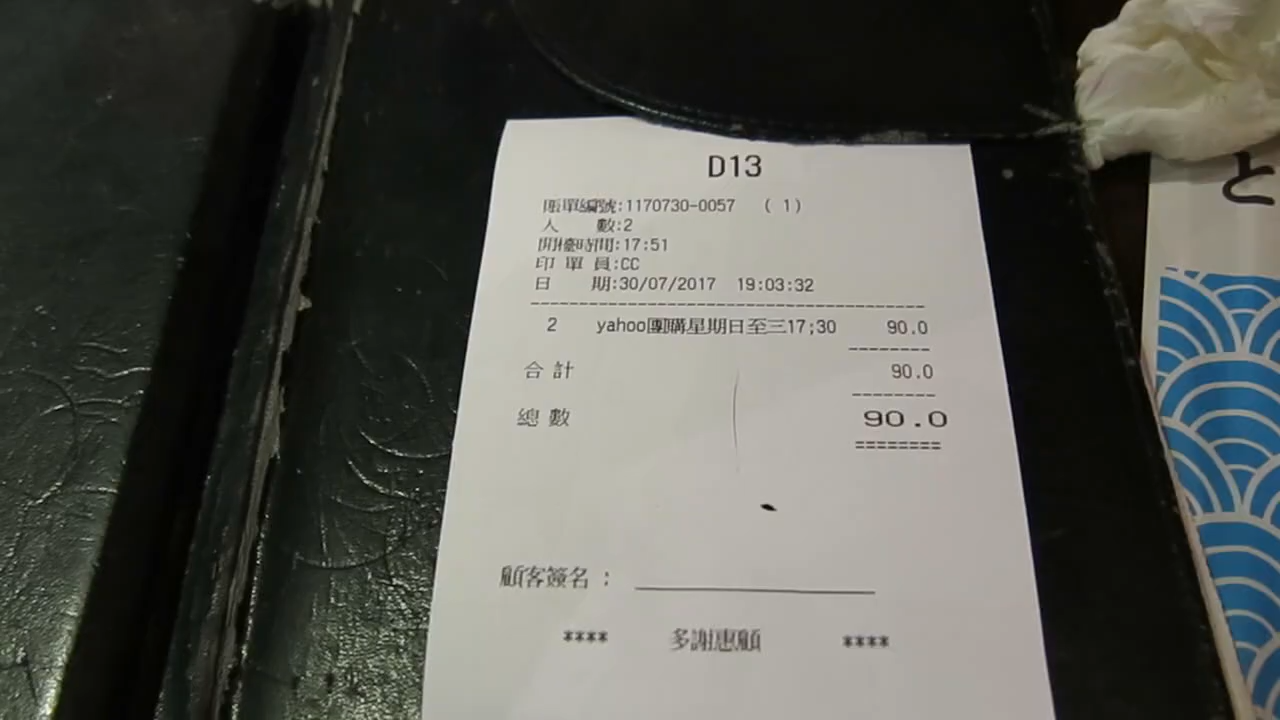 D13
賬單編號:1170730-0057 ( 1)
人 數:2
開檯時間:17:51
印 單 員:CC
日 期:30/07/2017 19:03:32
--------------------------------------------------
2 yahoo團購星期日至三17;30 90.0
--------
合 計 90.0
--------
總 數 90.0
========
顧客簽名 : ____________
**** 多謝惠顧 ****
と